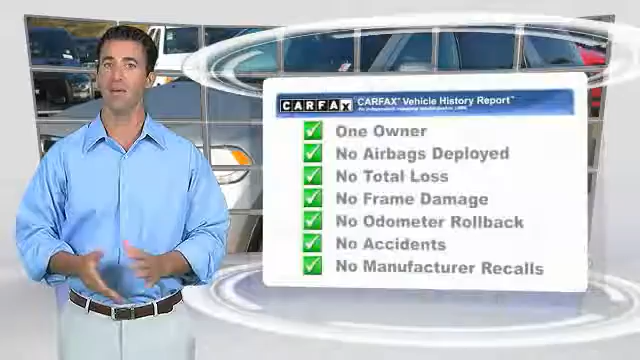 CARFAX CARFAX Vehicle History Report™
One Owner
No Airbags Deployed
No Total Loss
No Frame Damage
No Odometer Rollback
No Accidents
No Manufacturer Recalls